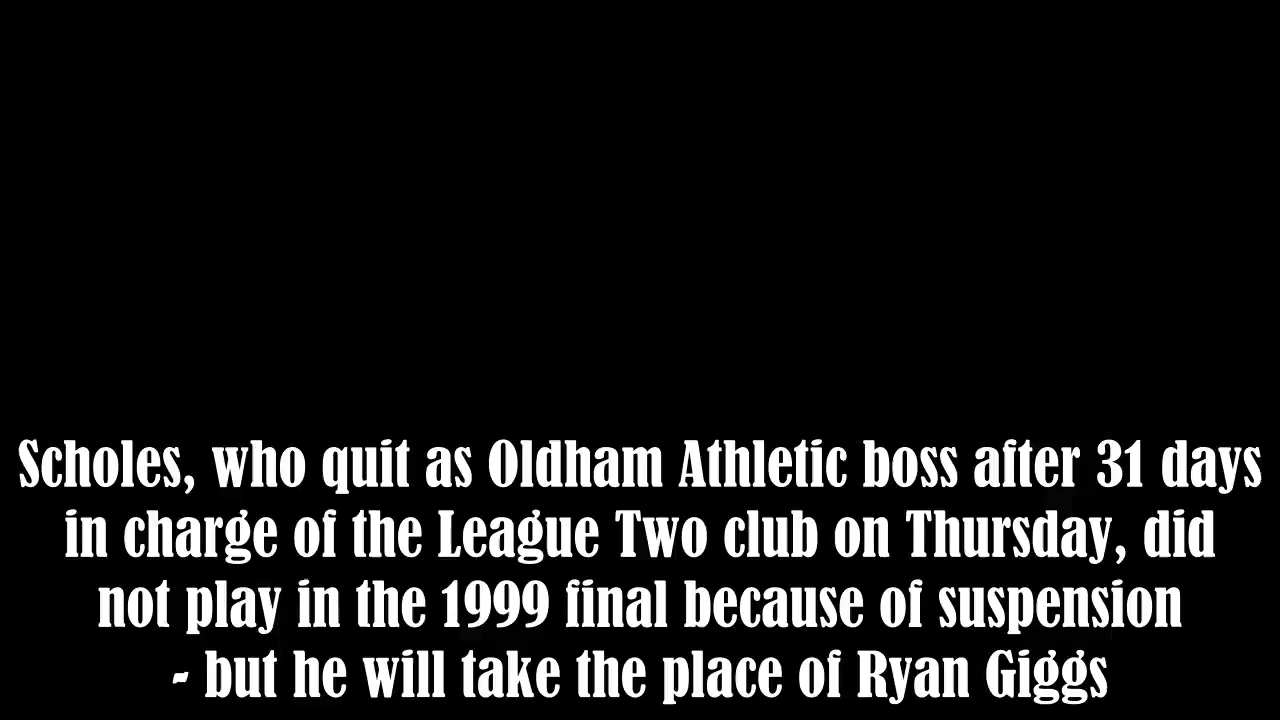 Scholes, who quit as Oldham Athletic boss after 31 days
in charge of the League Two club on Thursday, did
not play in the 1999 final because of suspension
- but he will take the place of Ryan Giggs